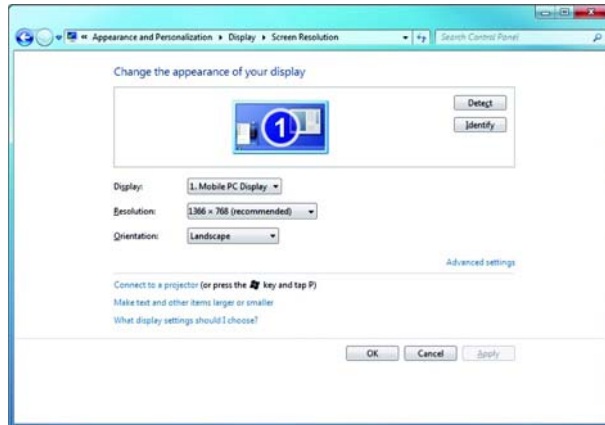 « Appearance and Personalization ▸ Display ▸ Screen Resolution
Search Control Panel
Change the appearance of your display
1
Detect
Identify
Display: 1. Mobile PC Display
Resolution: 1366 × 768 (recommended)
Orientation: Landscape
Advanced settings
Connect to a projector (or press the key and tap P)
Make text and other items larger or smaller
What display settings should I choose?
OK Cancel Apply